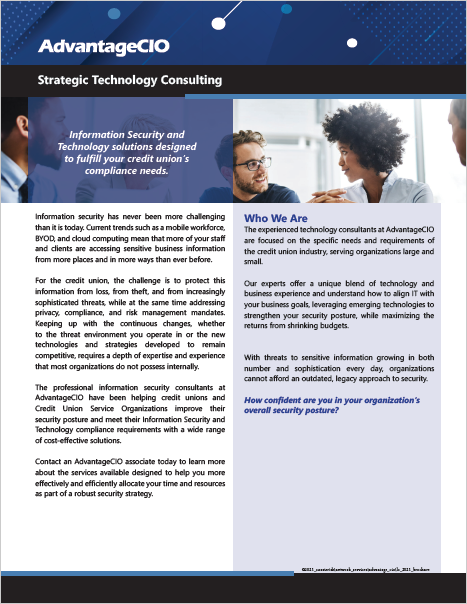 AdvantageCIO
Strategic Technology Consulting
Information Security and
Technology solutions designed
to fulfill your credit union's
compliance needs.
Information security has never been more challenging
than it is today. Current trends such as a mobile workforce,
BYOD, and cloud computing mean that more of your staff
and clients are accessing sensitive business information
from more places and in more ways than ever before.
For the credit union, the challenge is to protect this
information from loss, from theft, and from increasingly
sophisticated threats, while at the same time addressing
privacy, compliance, and risk management mandates.
Keeping up with the continuous changes, whether
to the threat environment you operate in or the new
technologies and strategies developed to remain
competitive, requires a depth of expertise and experience
that most organizations do not possess internally.
The professional information security consultants at
AdvantageCIO have been helping credit unions and
Credit Union Service Organizations improve their
security posture and meet their Information Security and
Technology compliance requirements with a wide range
of cost-effective solutions.
Contact an AdvantageCIO associate today to learn more
about the services available designed to help you more
effectively and efficiently allocate your time and resources
as part of a robust security strategy.
Who We Are
The experienced technology consultants at AdvantageCIO
are focused on the specific needs and requirements of
the credit union industry, serving organizations large and
small.
Our experts offer a unique blend of technology and
business experience and understand how to align IT with
your business goals, leveraging emerging technologies to
strengthen your security posture, while maximizing the
returns from shrinking budgets.
With threats to sensitive information growing in both
number and sophistication every day, organizations
cannot afford an outdated, legacy approach to security.
How confident are you in your organization's
overall security posture?